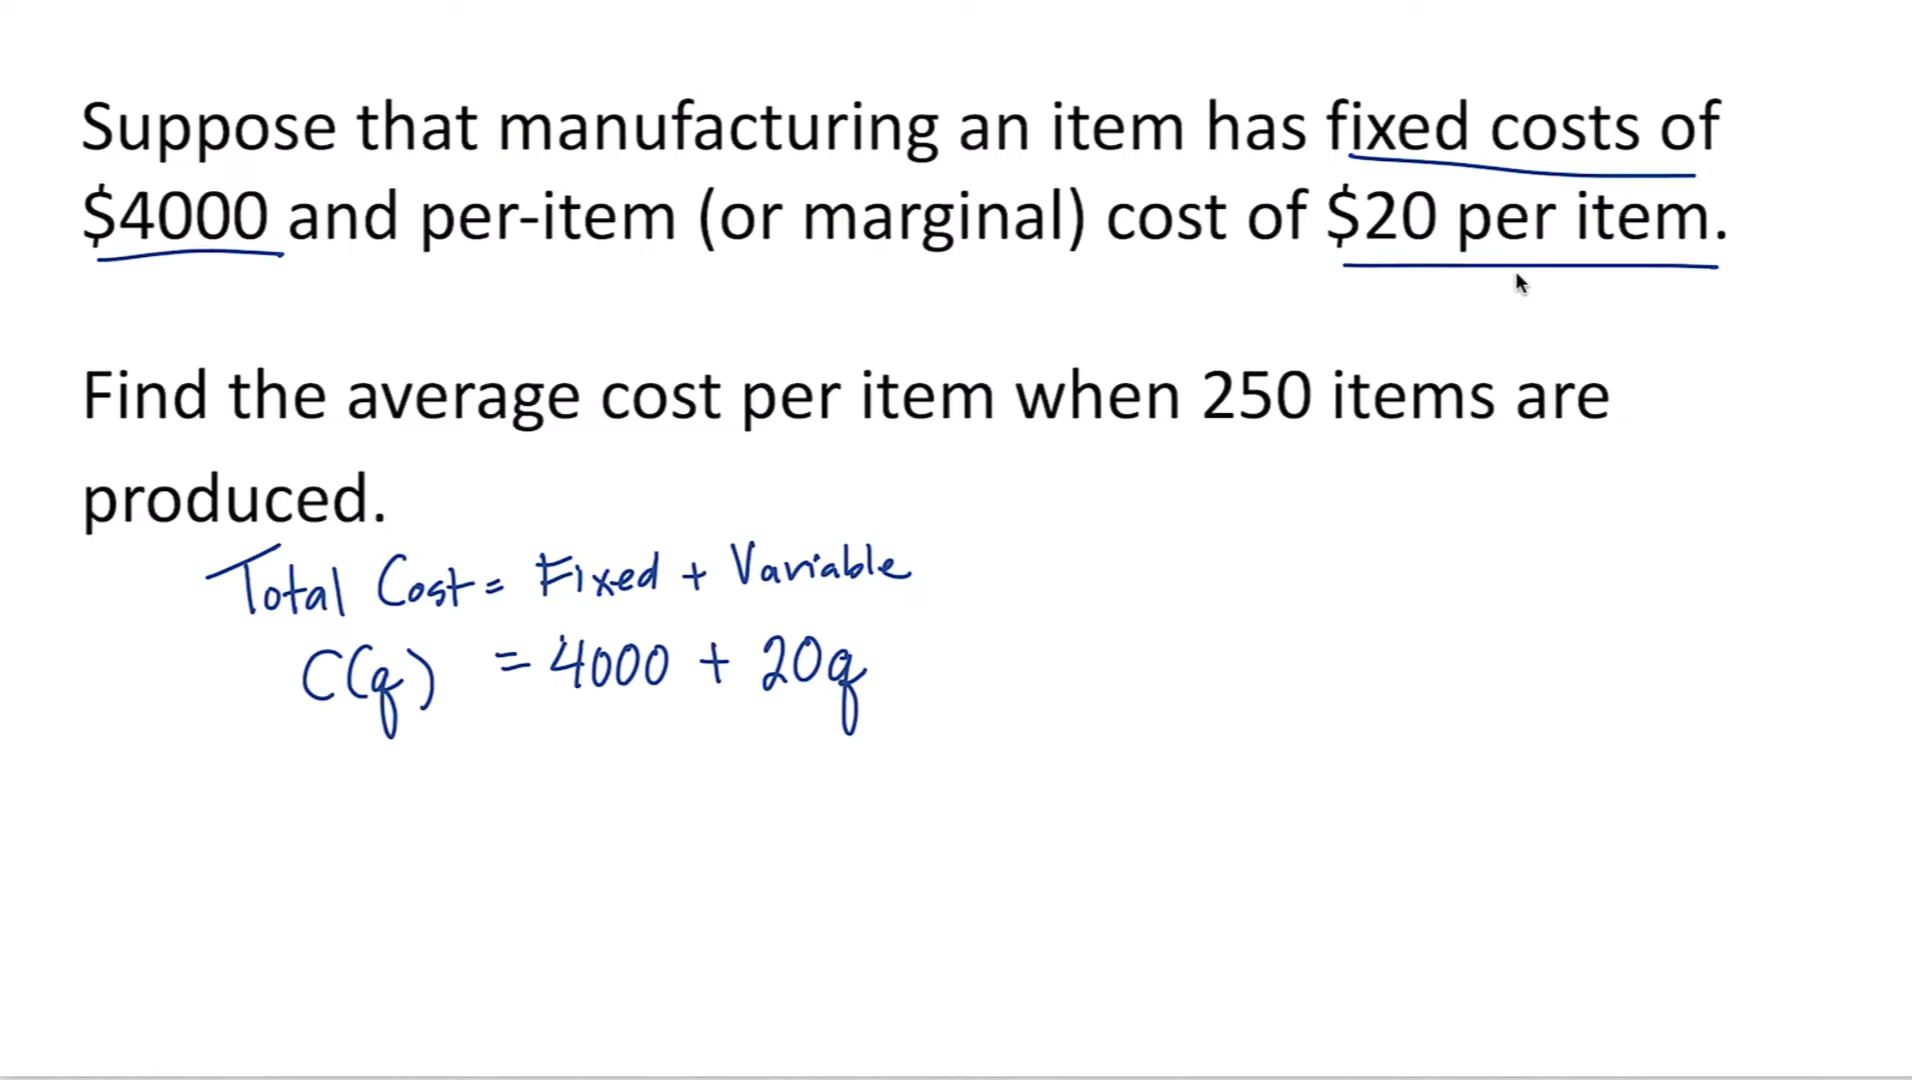 Suppose that manufacturing an item has fixed costs of
$4000 and per-item (or marginal) cost of $20 per item.
Find the average cost per item when 250 items are
produced.
Total Cost = Fixed + Variable
C(q) = 4000 + 20q